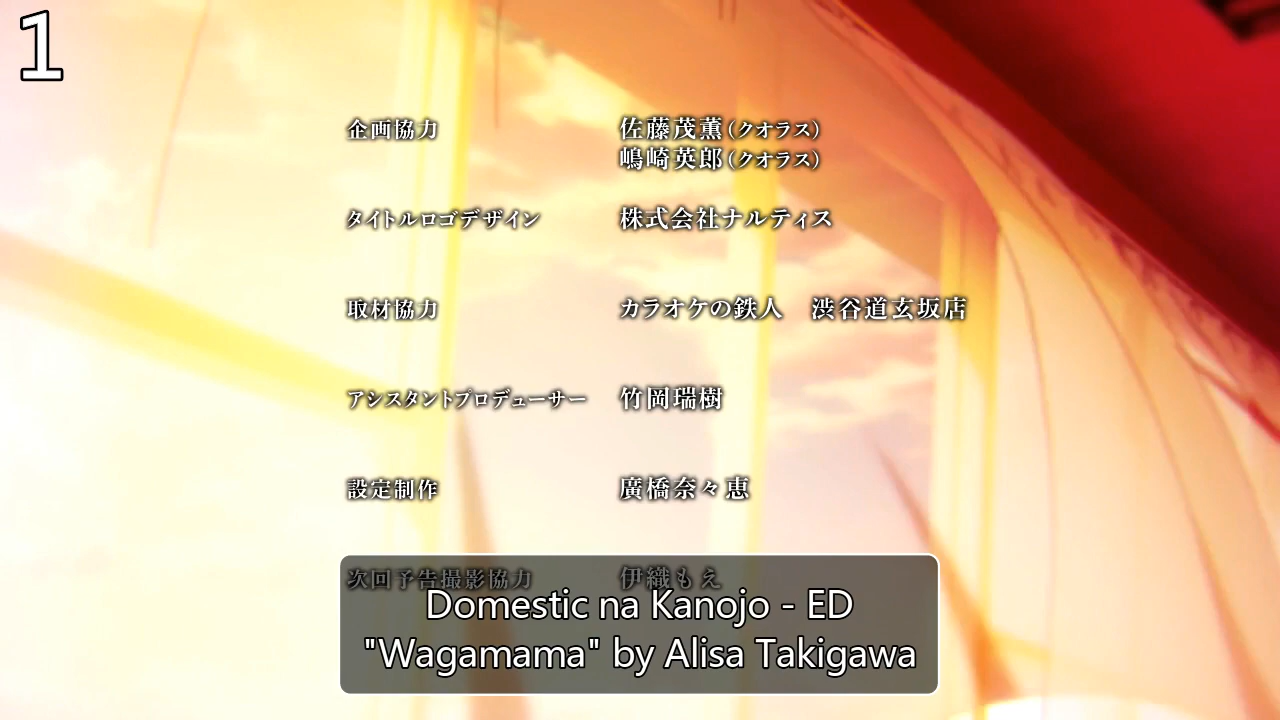 1
企画協力 佐藤茂薫(クオラス)
嶋崎英郎(クオラス)
タイトルロゴデザイン 株式会社ナルティス
取材協力 カラオケの鉄人 渋谷道玄坂店
アシスタントプロデューサー 竹岡瑞樹
設定制作 廣橋奈々恵
次回予告撮影協力 伊織もえ
Domestic na Kanojo - ED
"Wagamama" by Alisa Takigawa